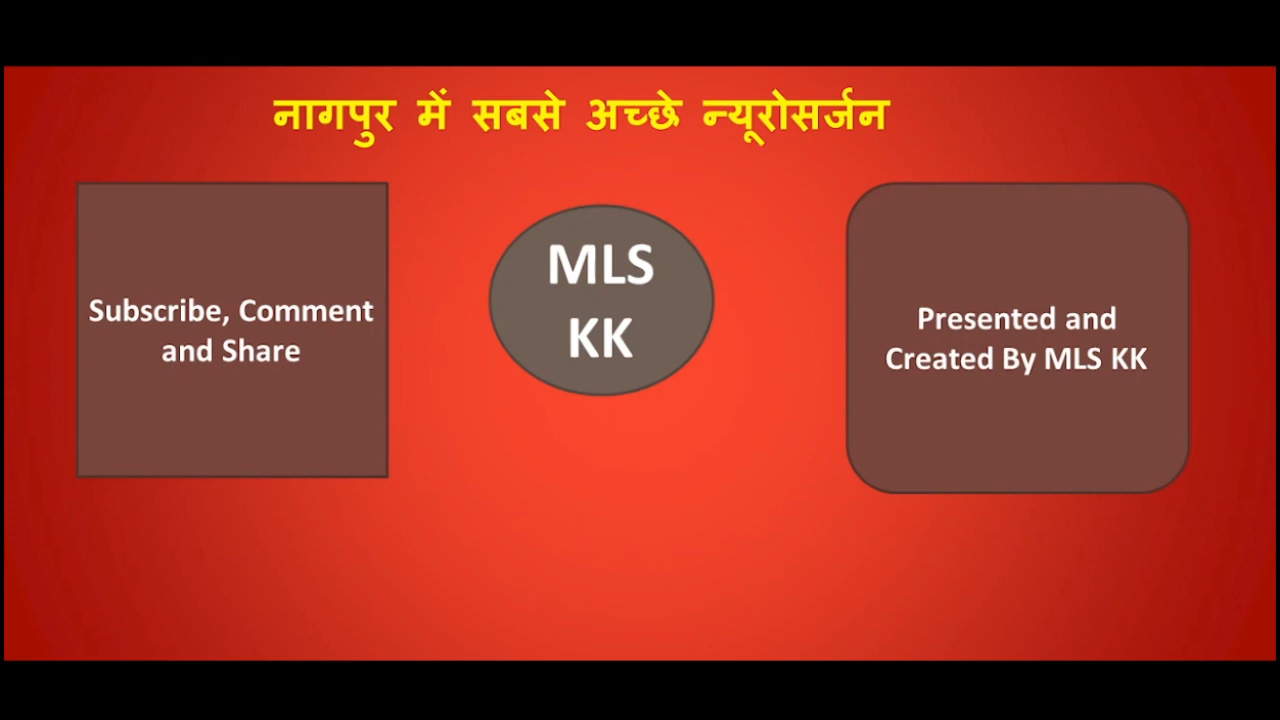 नागपुर में सबसे अच्छे न्यूरोसर्जन
Subscribe, Comment
and Share
MLS
KK
Presented and
Created By MLS KK